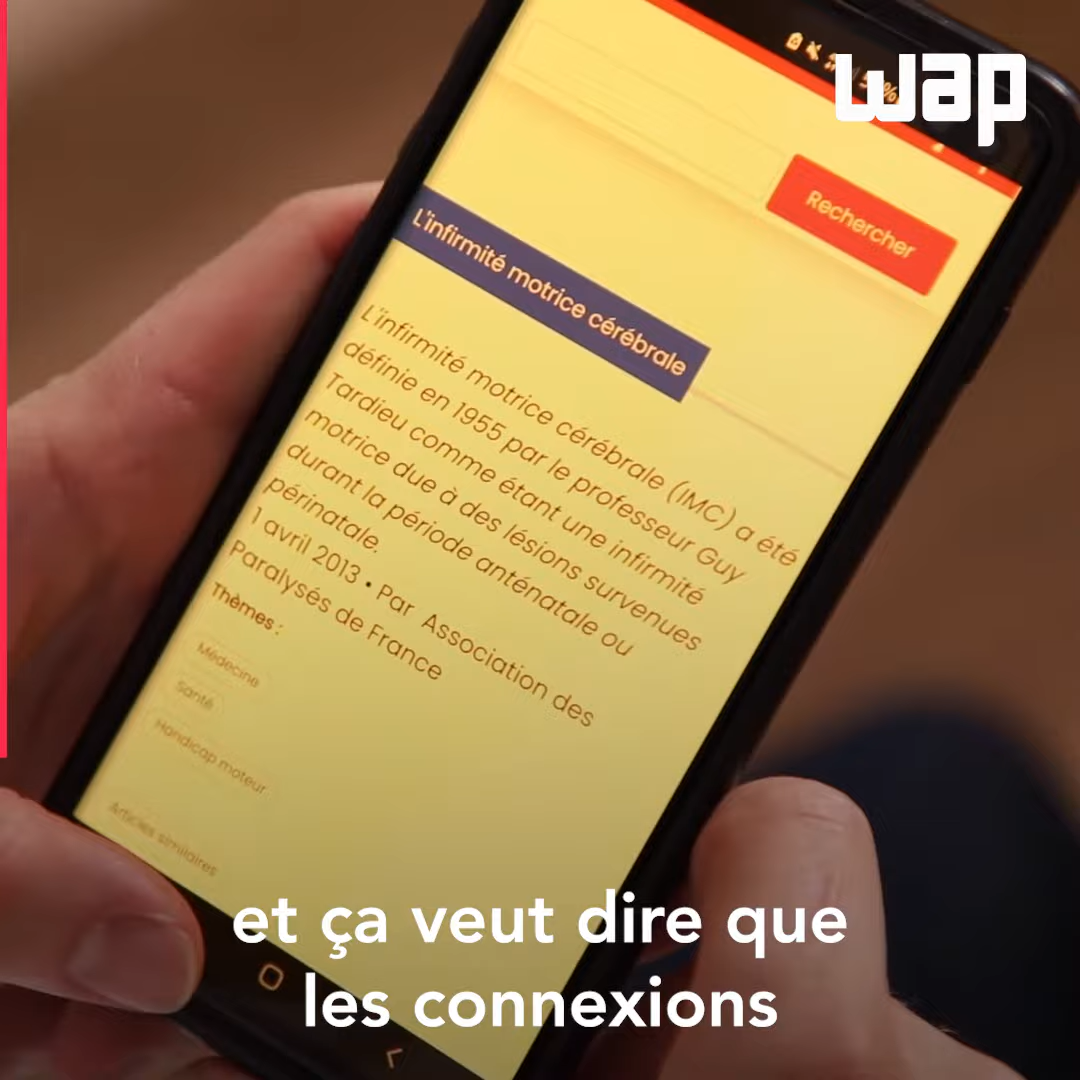 wap
Rechercher
L'infirmité motrice cérébrale
L'infirmité motrice cérébrale (IMC) a été
définie en 1955 par le professeur Guy
Tardieu comme étant une infirmité
motrice due à des lésions survenues
durant la période anténatale ou
périnatale.
1 avril 2013 • Par Association des
Paralysés de France
Thèmes :
Médecine
Santé
Handicap moteur
Articles similaires
et ça veut dire que
les connexions